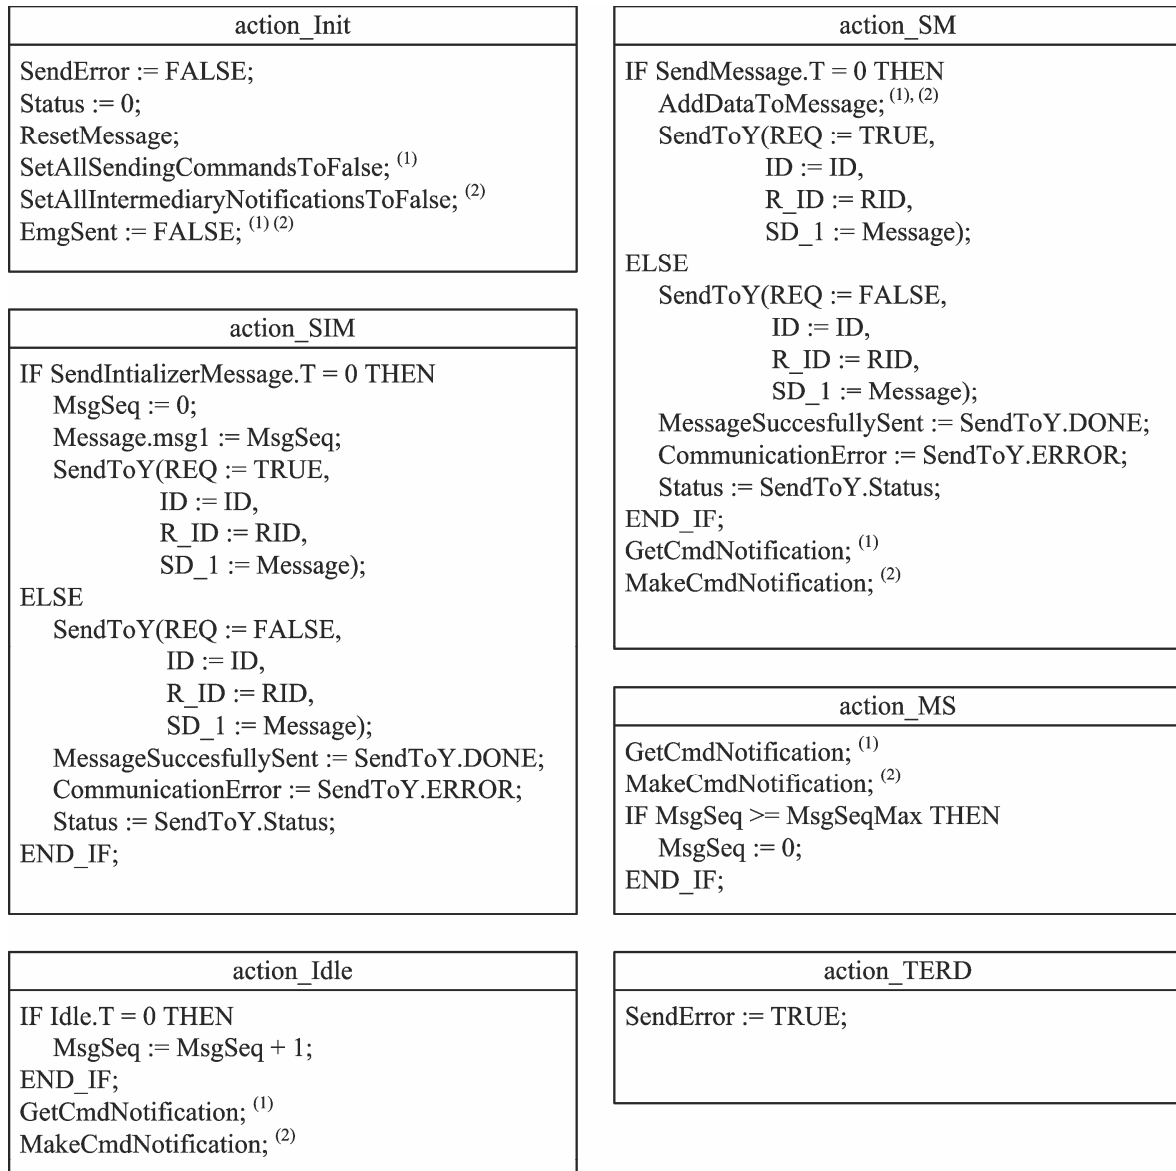 action_Init
SendError := FALSE;
Status := 0;
ResetMessage;
SetAllSendingCommandsToFalse; (1)
SetAllIntermediaryNotificationsToFalse; (2)
EmgSent := FALSE; (1) (2)
action_SIM
IF SendIntializerMessage.T = 0 THEN
MsgSeq := 0;
Message.msg1 := MsgSeq;
SendToY(REQ := TRUE,
ID := ID,
R_ID := RID,
SD_1 := Message);
ELSE
SendToY(REQ := FALSE,
ID := ID,
R_ID := RID,
SD_1 := Message);
MessageSuccesfullySent := SendToY.DONE;
CommunicationError := SendToY.ERROR;
Status := SendToY.Status;
END_IF;
action_Idle
IF Idle.T = 0 THEN
MsgSeq := MsgSeq + 1;
END_IF;
GetCmdNotification; (1)
MakeCmdNotification; (2)
action_SM
IF SendMessage.T = 0 THEN
AddDataToMessage; (1), (2)
SendToY(REQ := TRUE,
ID := ID,
R_ID := RID,
SD_1 := Message);
ELSE
SendToY(REQ := FALSE,
ID := ID,
R_ID := RID,
SD_1 := Message);
MessageSuccesfullySent := SendToY.DONE;
CommunicationError := SendToY.ERROR;
Status := SendToY.Status;
END_IF;
GetCmdNotification; (1)
MakeCmdNotification; (2)
action_MS
GetCmdNotification; (1)
MakeCmdNotification; (2)
IF MsgSeq >= MsgSeqMax THEN
MsgSeq := 0;
END_IF;
action_TERD
SendError := TRUE;